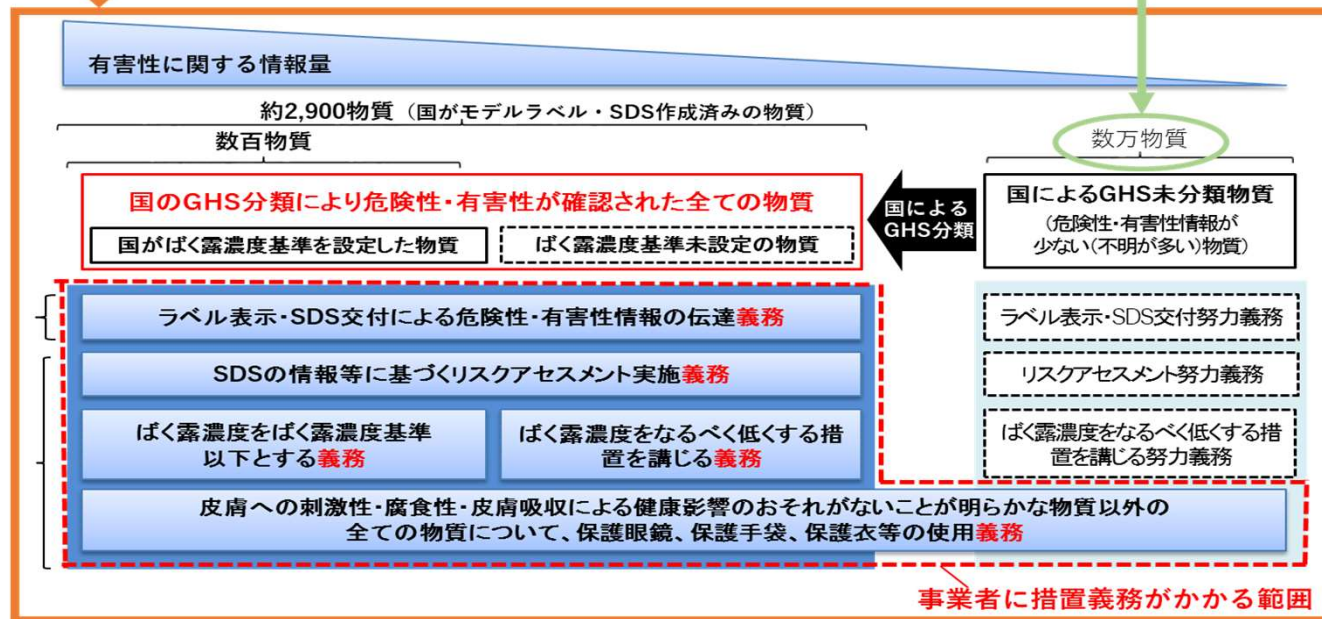 有害性に関する情報量
約2,900物質（国がモデルラベル・SDS作成済みの物質）
数百物質
数万物質
国のGHS分類により危険性・有害性が確認された全ての物質
国がばく露濃度基準を設定した物質
ばく露濃度基準未設定の物質
国による
GHS分類
国によるGHS未分類物質
(危険性・有害性情報が
少ない(不明が多い)物質)
ラベル表示・SDS交付による危険性・有害性情報の伝達義務
ラベル表示・SDS交付努力義務
SDSの情報等に基づくリスクアセスメント実施義務
リスクアセスメント努力義務
ばく露濃度をばく露濃度基準
以下とする義務
ばく露濃度をなるべく低くする措
置を講じる義務
ばく露濃度をなるべく低くする措
置を講じる努力義務
皮膚への刺激性・腐食性・皮膚吸収による健康影響のおそれがないことが明らかな物質以外の
全ての物質について、保護眼鏡、保護手袋、保護衣等の使用義務
事業者に措置義務がかかる範囲